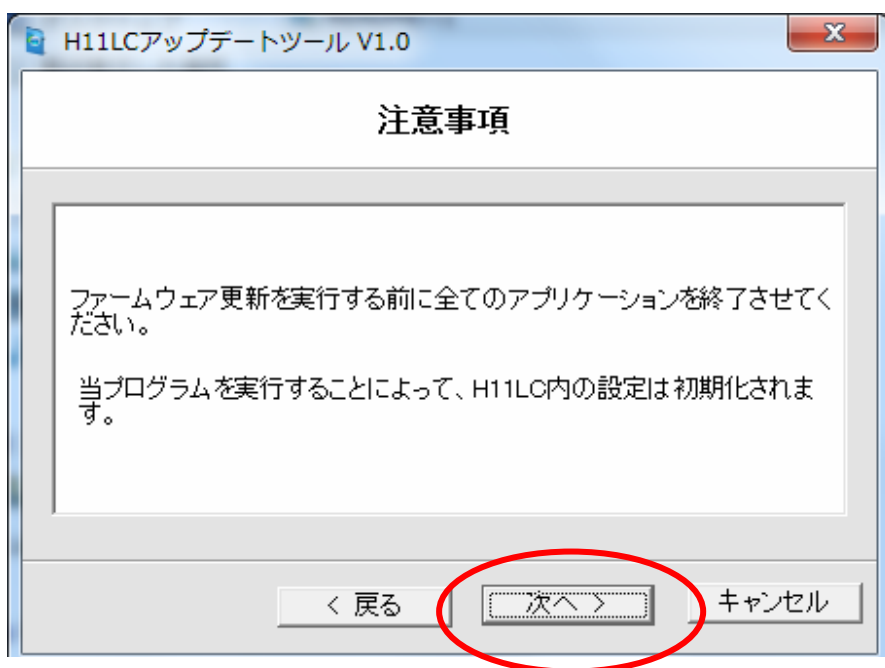 H11LCアップデートツール V1.0
注意事項
ファームウェア更新を実行する前に全てのアプリケーションを終了させてく
ださい。
当プログラムを実行することによって、H11LC内の設定は初期化されま
す。
< 戻る
次へ >
キャンセル